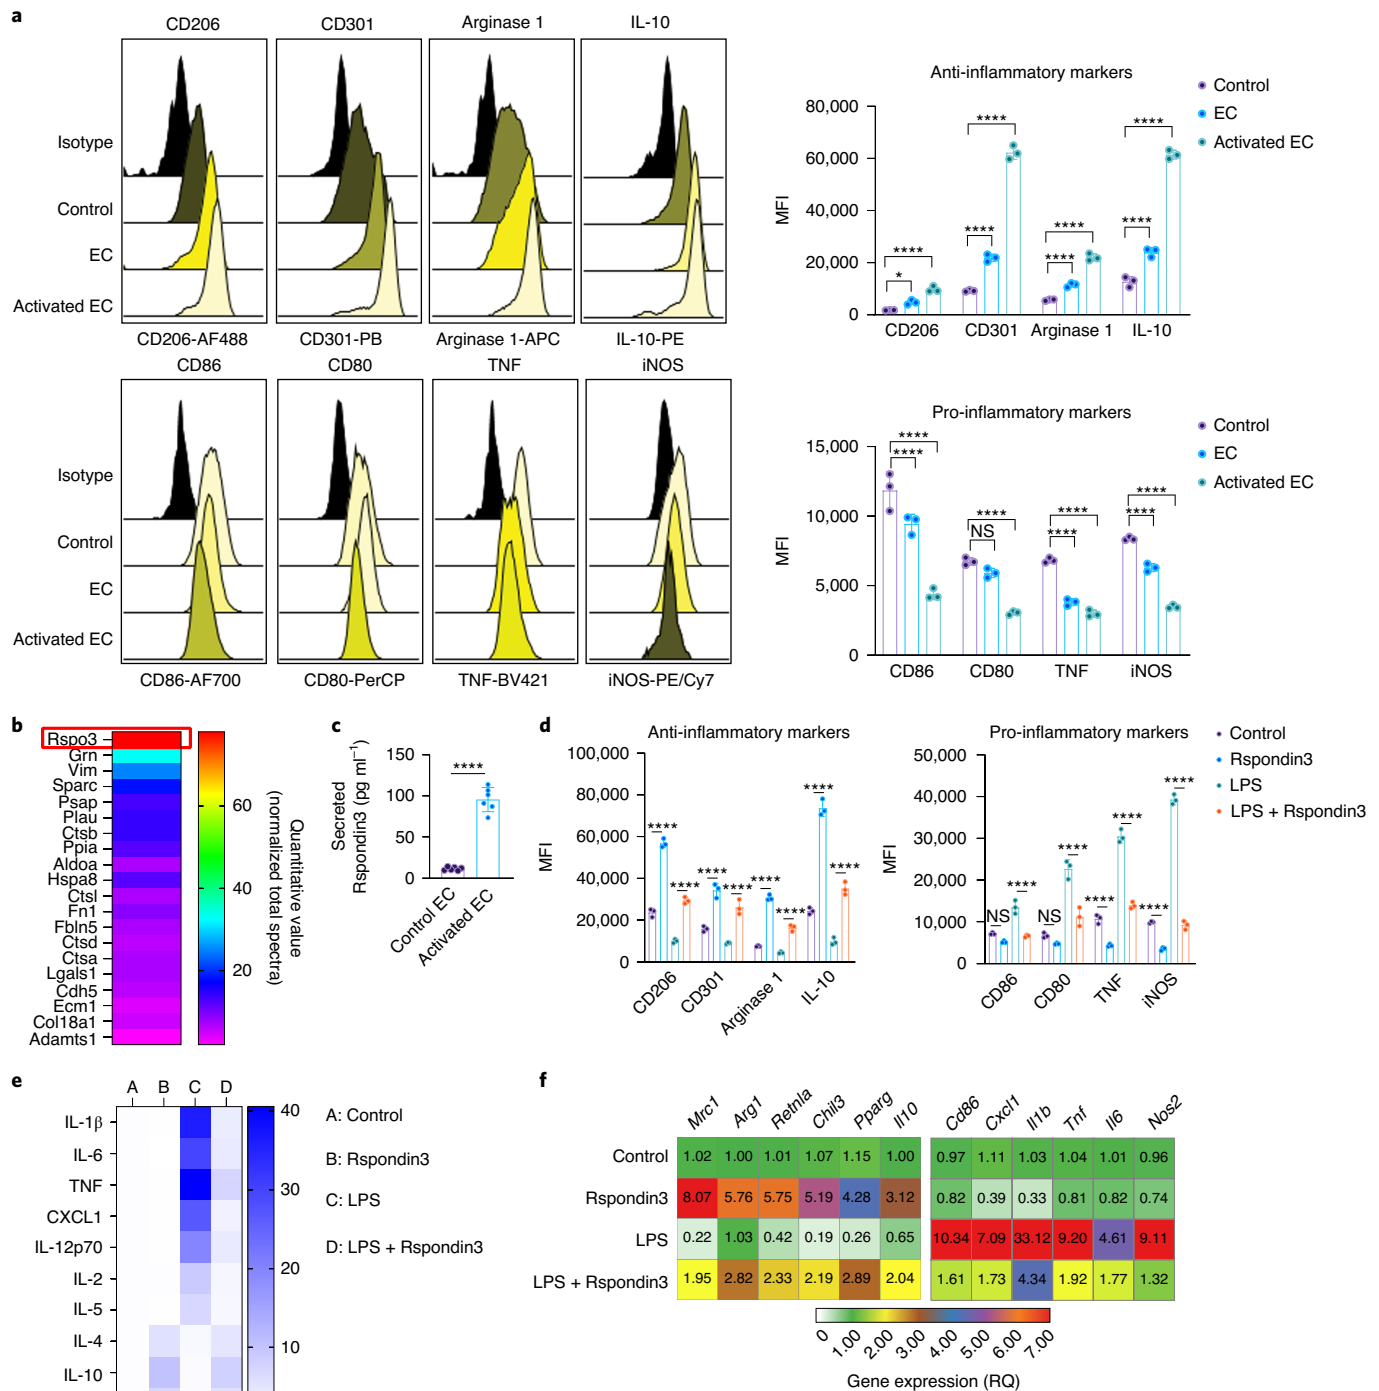 a
CD206 CD301 Arginase 1 IL-10
Isotype
Control
EC
Activated EC
CD206-AF488 CD301-PB Arginase 1-APC IL-10-PE
CD86 CD80 TNF iNOS
Isotype
Control
EC
Activated EC
CD86-AF700 CD80-PerCP TNF-BV421 iNOS-PE/Cy7
Anti-inflammatory markers
Control
EC
Activated EC
MFI
80,000
60,000
40,000
20,000
0
* **** **** **** **** **** **** ****
CD206 CD301 Arginase 1 IL-10
Pro-inflammatory markers
Control
EC
Activated EC
MFI
15,000
10,000
5,000
0
**** **** NS **** **** **** **** ****
CD86 CD80 TNF iNOS
b
Rspo3
Grn
Vim
Sparc
Psap
Plau
Ctsb
Ppia
Aldoa
Hspa8
Ctsl
Fn1
Fbln5
Ctsd
Ctsa
Lgals1
Cdh5
Ecm1
Col18a1
Adamts1
60
40
20
Quantitative value
(normalized total spectra)
c
Secreted
Rspondin3 (pg ml−1)
150
100
50
0
****
Control EC
Activated EC
d
Anti-inflammatory markers
MFI
100,000
80,000
60,000
40,000
20,000
0
**** **** **** **** **** **** **** ****
CD206 CD301 Arginase 1 IL-10
Pro-inflammatory markers
MFI
50,000
40,000
30,000
20,000
10,000
0
NS **** NS **** **** **** **** ****
CD86 CD80 TNF iNOS
Control
Rspondin3
LPS
LPS + Rspondin3
e
A B C D
IL-1β
IL-6
TNF
CXCL1
IL-12p70
IL-2
IL-5
IL-4
IL-10
40
30
20
10
A: Control
B: Rspondin3
C: LPS
D: LPS + Rspondin3
f
Mrc1 Arg1 Retnla Chil3 Pparg Il10 Cd86 Cxcl1 Il1b Tnf Il6 Nos2
Control 1.02 1.00 1.01 1.07 1.15 1.00 0.97 1.11 1.03 1.04 1.01 0.96
Rspondin3 8.07 5.76 5.75 5.19 4.28 3.12 0.82 0.39 0.33 0.81 0.82 0.74
LPS 0.22 1.03 0.42 0.19 0.26 0.65 10.34 7.09 33.12 9.20 4.61 9.11
LPS + Rspondin3 1.95 2.82 2.33 2.19 2.89 2.04 1.61 1.73 4.34 1.92 1.77 1.32
0 1.00 2.00 3.00 4.00 5.00 6.00 7.00
Gene expression (RQ)